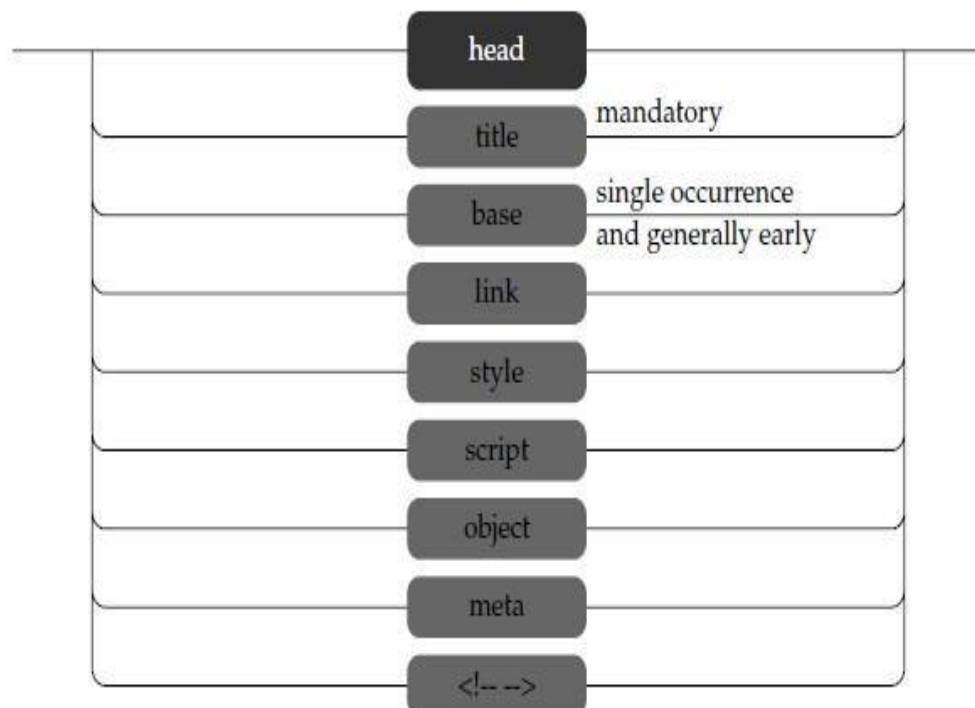 head
title
mandatory
base
single occurrence
and generally early
link
style
script
object
meta
<!-- -->